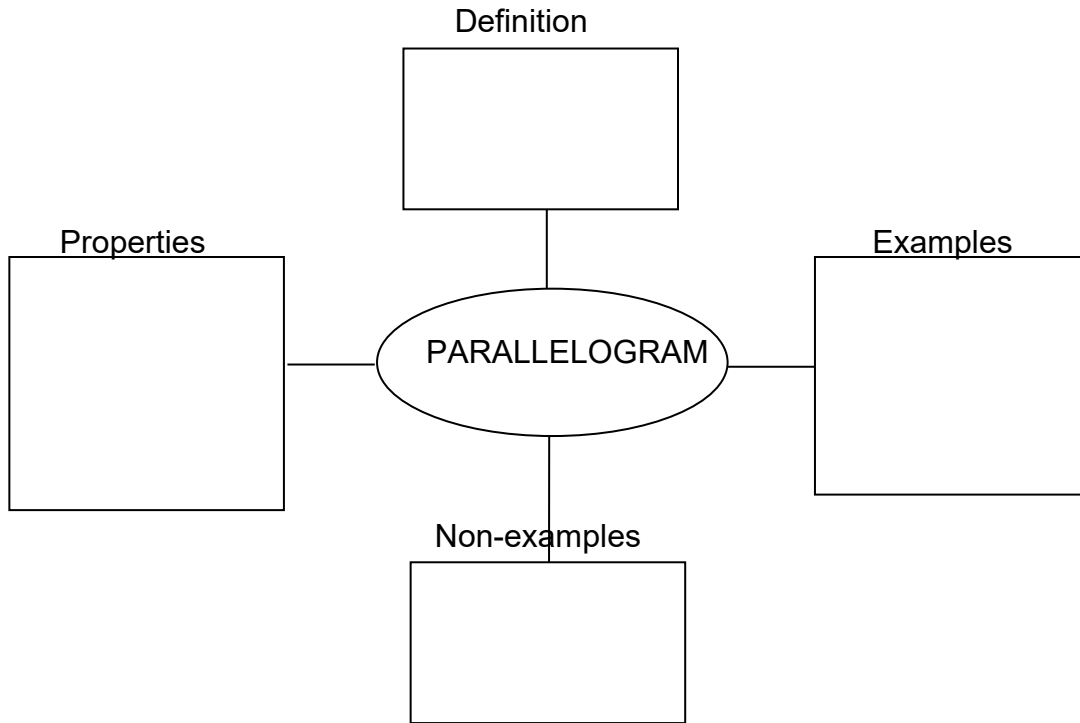 Definition
Properties
Examples
PARALLELOGRAM
Non-examples